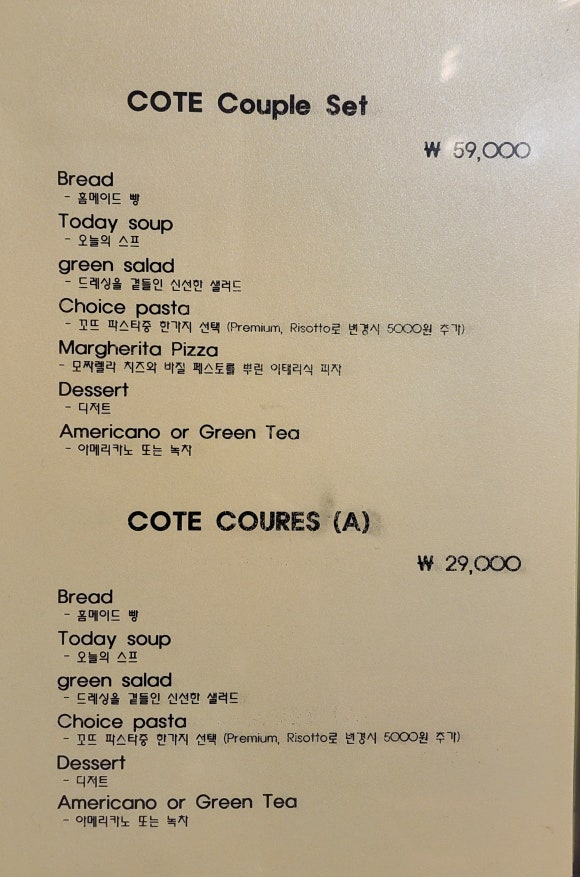 COTE Couple Set
₩ 59,000
Bread
- 홈메이드 빵
Today soup
- 오늘의 스프
green salad
- 드레싱을 곁들인 신선한 샐러드
Choice pasta
- 꼬뜨 파스타중 한가지 선택 (Premium, Risotto로 변경시 5000원 추가)
Margherita Pizza
- 모짜렐라 치즈와 바질 페스토를 뿌린 이태리식 피자
Dessert
- 디저트
Americano or Green Tea
- 아메리카노 또는 녹차
COTE COURES (A)
₩ 29,000
Bread
- 홈메이드 빵
Today soup
- 오늘의 스프
green salad
- 드레싱을 곁들인 신선한 샐러드
Choice pasta
- 꼬뜨 파스타중 한가지 선택 (Premium, Risotto로 변경시 5000원 추가)
Dessert
- 디저트
Americano or Green Tea
- 아메리카노 또는 녹차